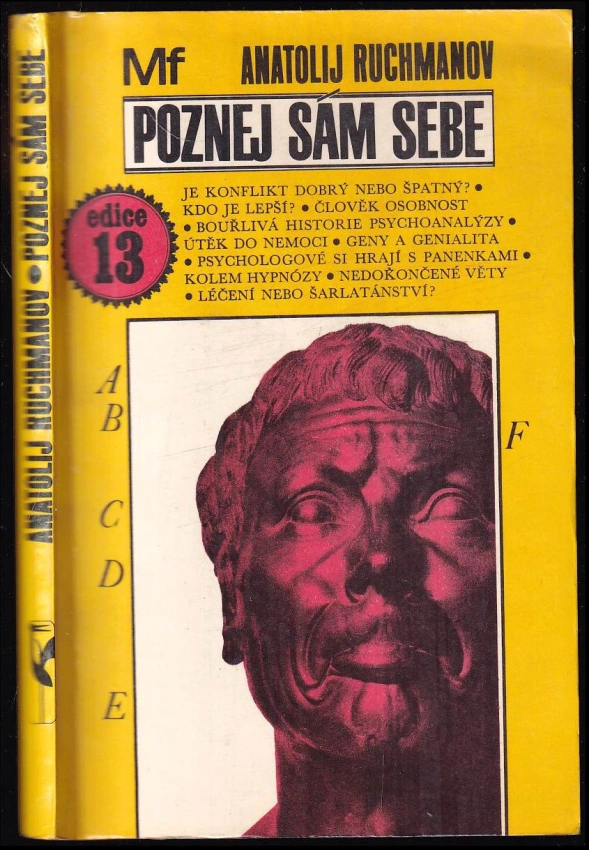 Mf ANATOLIJ RUCHMANOV
POZNEJ SÁM SEBE
JE KONFLIKT DOBRÝ NEBO ŠPATNÝ? •
KDO JE LEPŠÍ? • ČLOVĚK OSOBNOST
• BOUŘLIVÁ HISTORIE PSYCHOANALÝZY •
ÚTĚK DO NEMOCI • GENY A GENIALITA
• PSYCHOLOGOVÉ SI HRAJÍ S PANENKAMI •
KOLEM HYPNÓZY • NEDOKONČENÉ VĚTY
• LÉČENÍ NEBO ŠARLATÁNSTVÍ?
edice
13
A
B
C
D
E
F
ANATOLIJ RUCHMANOV • POZNEJ SÁM SEBE